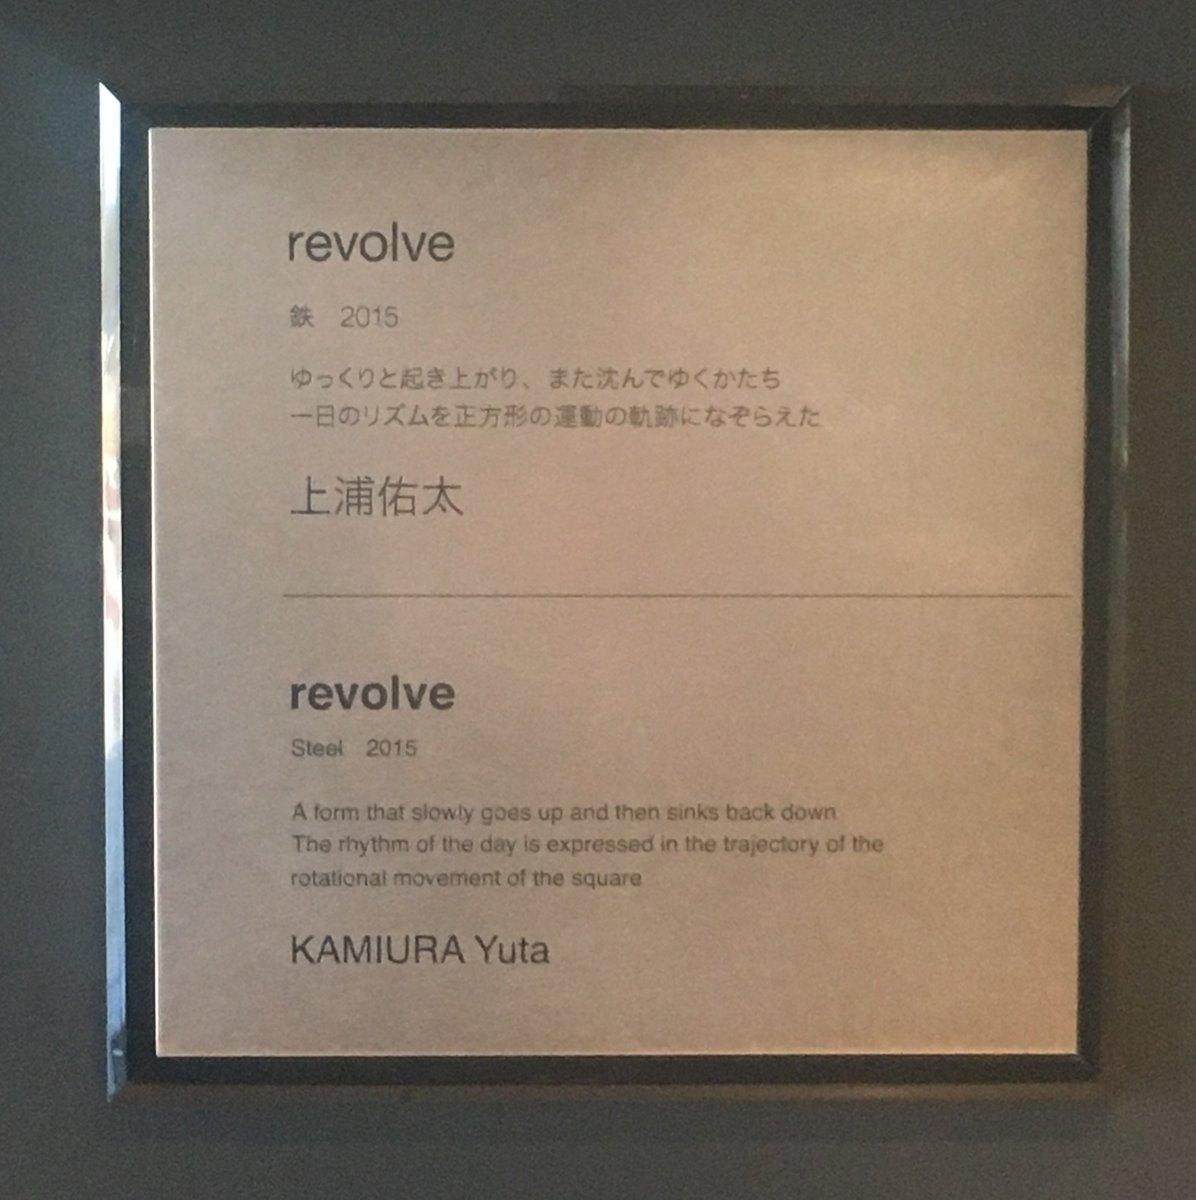 revolve
鉄　2015
ゆっくりと起き上がり、また沈んでゆくかたち
一日のリズムを正方形の運動の軌跡になぞらえた
上浦佑太
revolve
Steel　2015
A form that slowly goes up and then sinks back down
The rhythm of the day is expressed in the trajectory of the
rotational movement of the square
KAMIURA Yuta